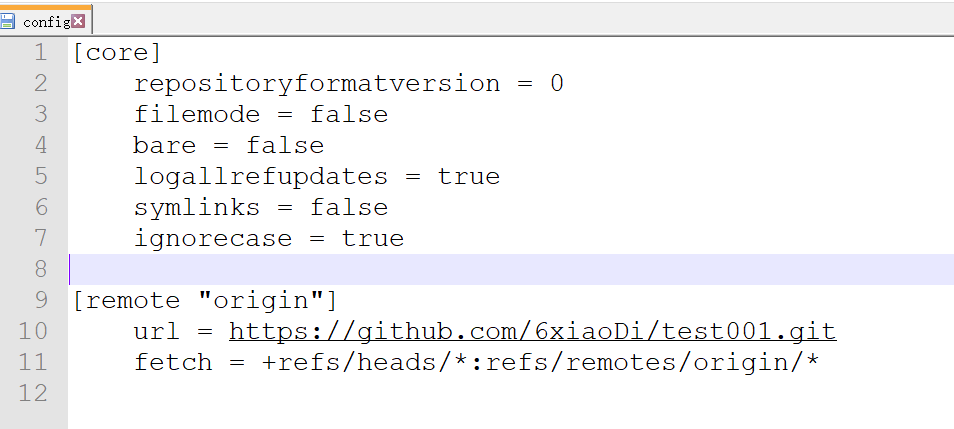 config
1 [core]
2 repositoryformatversion = 0
3 filemode = false
4 bare = false
5 logallrefupdates = true
6 symlinks = false
7 ignorecase = true
8
9 [remote "origin"]
10 url = https://github.com/6xiaoDi/test001.git
11 fetch = +refs/heads/*:refs/remotes/origin/*
12